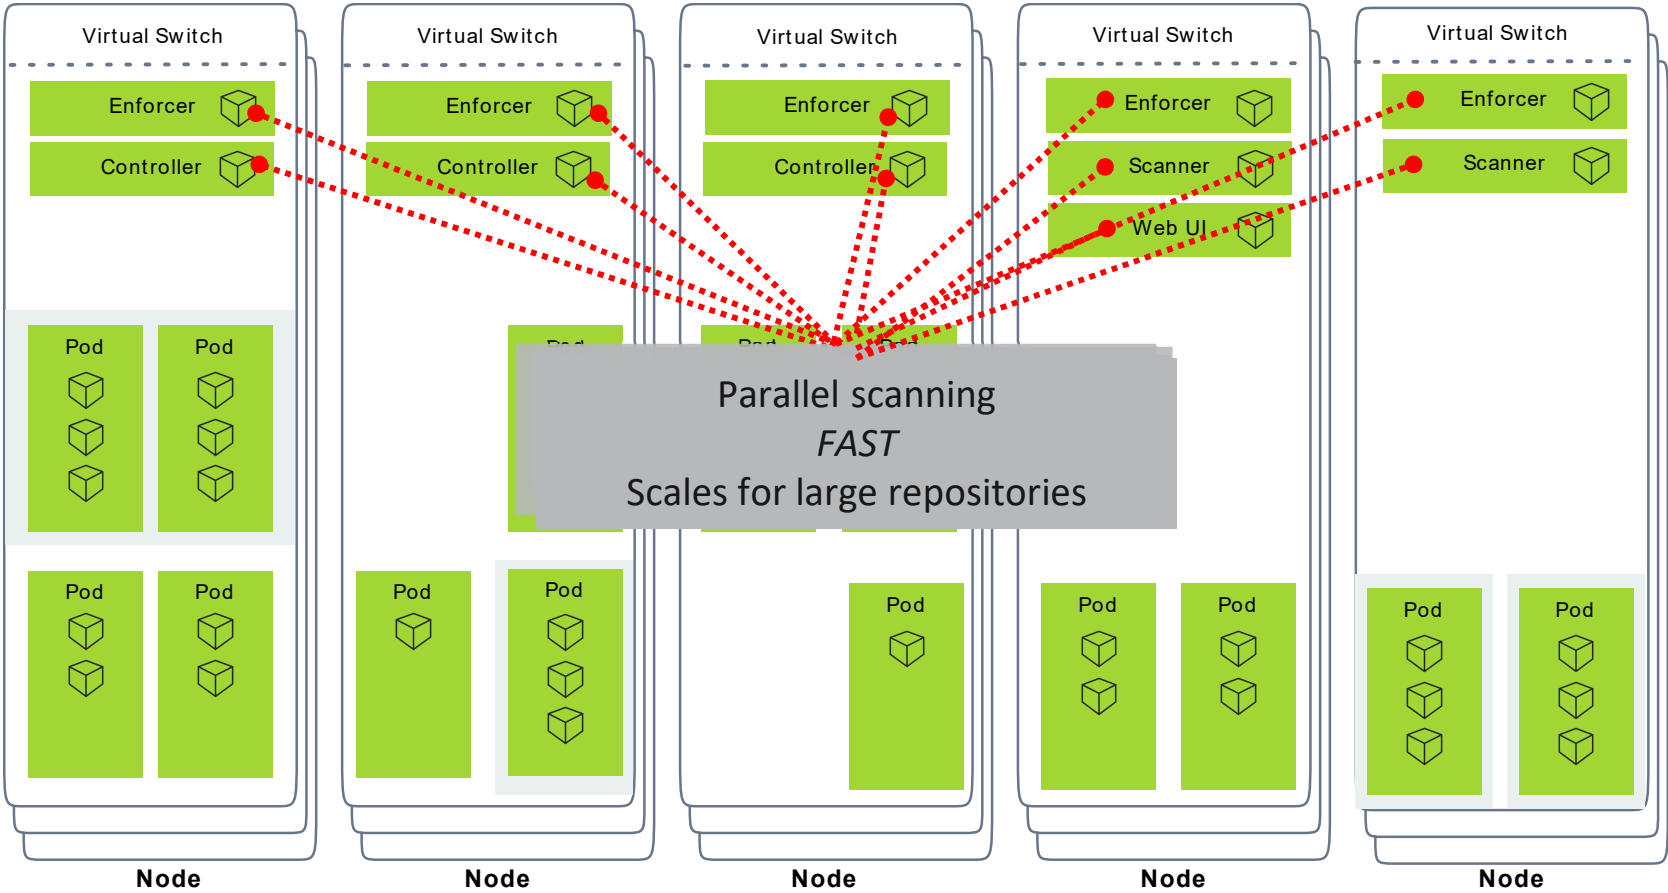 Virtual Switch
Virtual Switch
Virtual Switch
Virtual Switch
Virtual Switch
Enforcer
Enforcer
Enforcer
Enforcer
Enforcer
Controller
Controller
Controller
Scanner
Scanner
Web UI
Pod
Pod
Pod
Pod
Pod
Parallel scanning
FAST
Scales for large repositories
Pod
Pod
Pod
Pod
Pod
Pod
Pod
Pod
Pod
Node
Node
Node
Node
Node